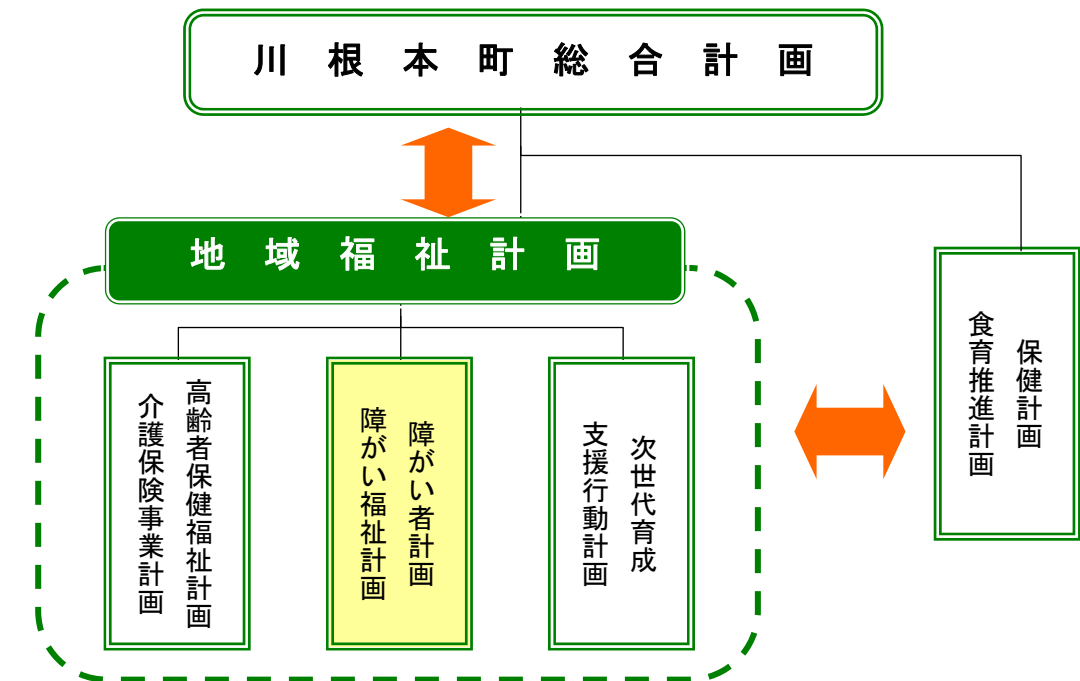 川根本町総合計画
地域福祉計画
高齢者保健福祉計画
介護保険事業計画
障がい者計画
障がい福祉計画
次世代育成
支援行動計画
保健計画
食育推進計画